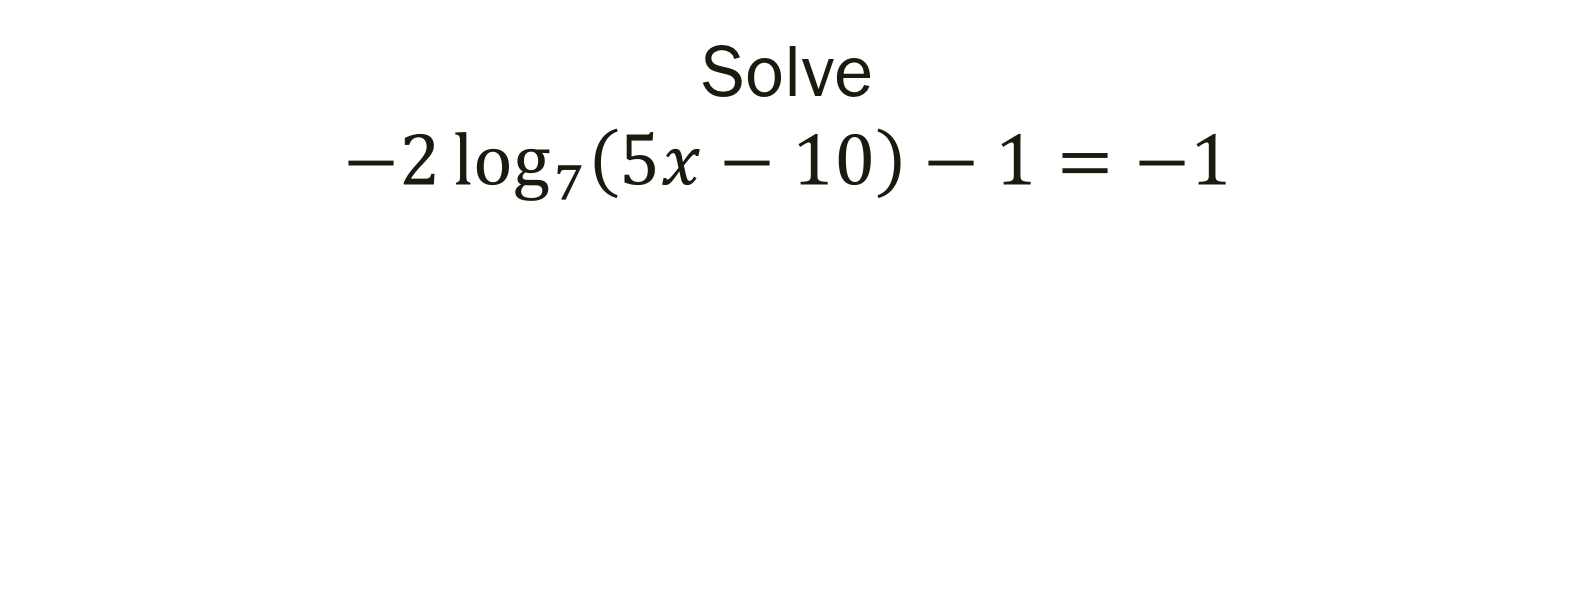 Solve
−2 log₇(5x − 10) − 1 = −1